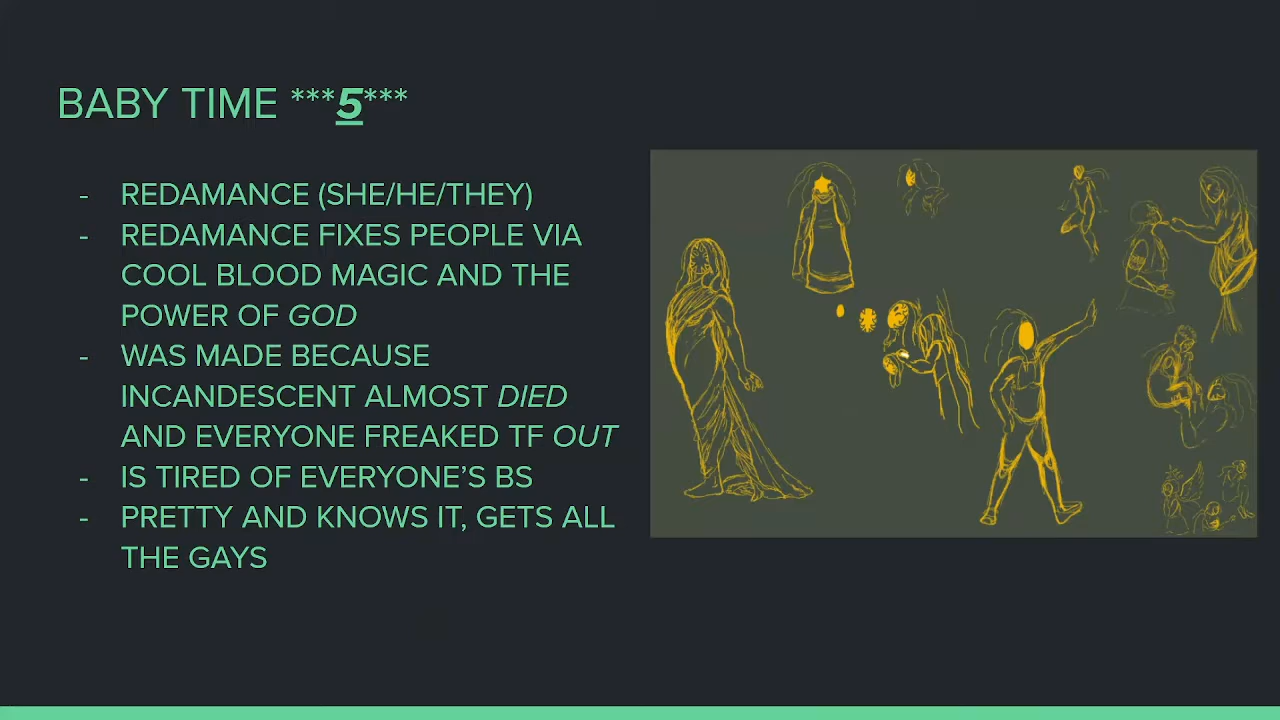 BABY TIME ***5***
- REDAMANCE (SHE/HE/THEY)
- REDAMANCE FIXES PEOPLE VIA
COOL BLOOD MAGIC AND THE
POWER OF GOD
- WAS MADE BECAUSE
INCANDESCENT ALMOST DIED
AND EVERYONE FREAKED TF OUT
- IS TIRED OF EVERYONE’S BS
- PRETTY AND KNOWS IT, GETS ALL
THE GAYS